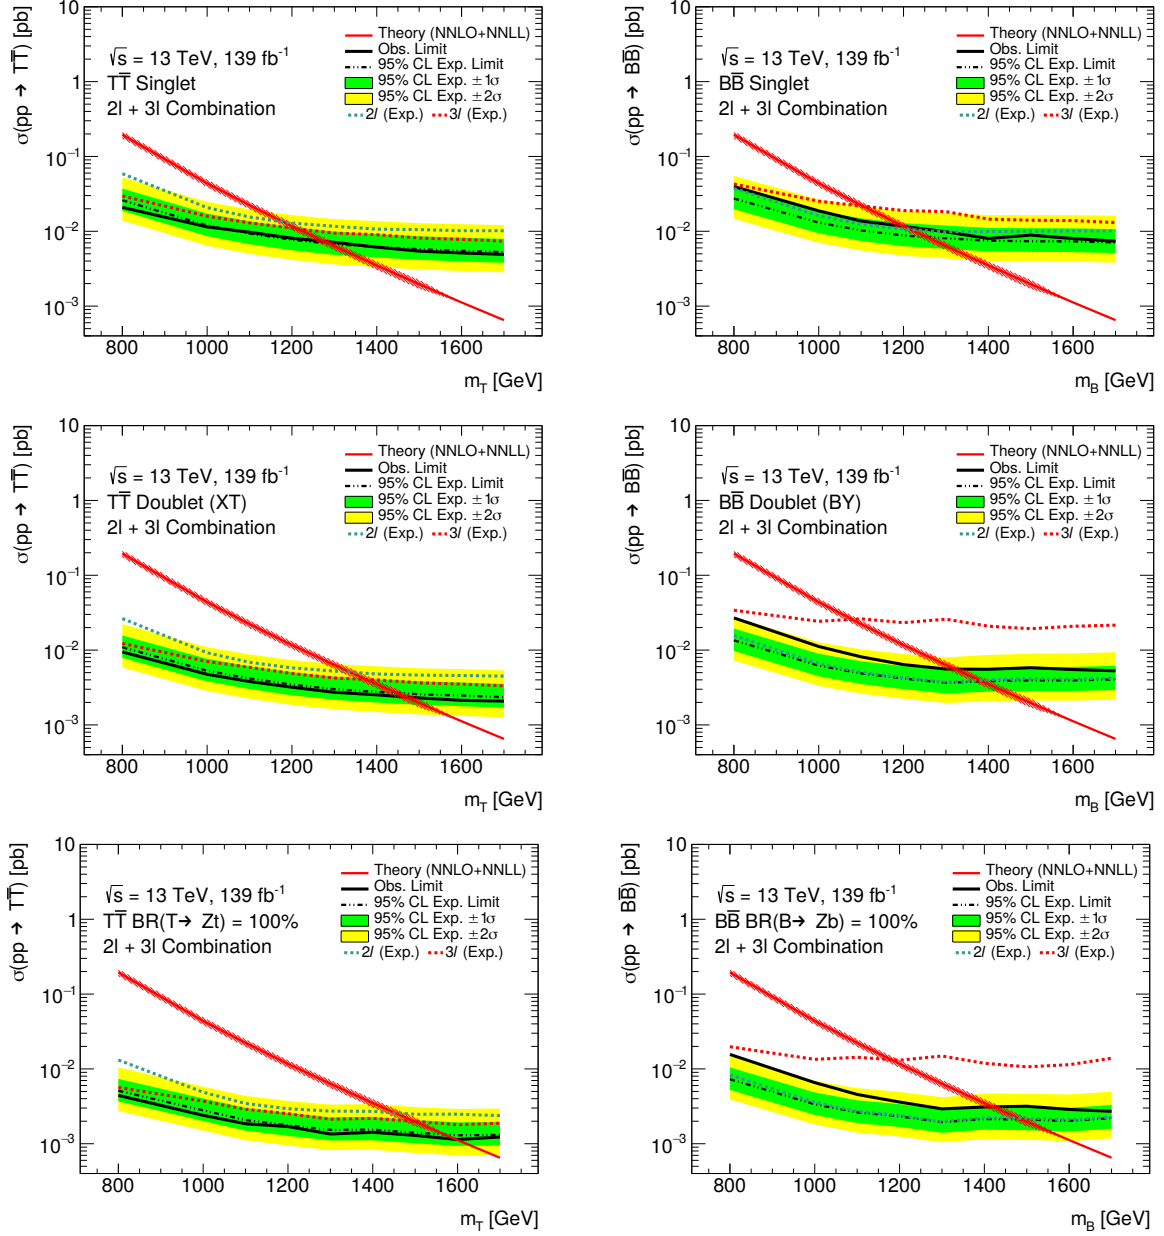 σ(pp → TT̅) [pb]
10
1
10⁻¹
10⁻²
10⁻³
√s = 13 TeV, 139 fb⁻¹
TT̅ Singlet
2l + 3l Combination
Theory (NNLO+NNLL)
Obs. Limit
95% CL Exp. Limit
95% CL Exp. ±1σ
95% CL Exp. ±2σ
2l (Exp.) 3l (Exp.)
800 1000 1200 1400 1600
m_T [GeV]
σ(pp → BB̅) [pb]
10
1
10⁻¹
10⁻²
10⁻³
√s = 13 TeV, 139 fb⁻¹
BB̅ Singlet
2l + 3l Combination
Theory (NNLO+NNLL)
Obs. Limit
95% CL Exp. Limit
95% CL Exp. ±1σ
95% CL Exp. ±2σ
2l (Exp.) 3l (Exp.)
800 1000 1200 1400 1600
m_B [GeV]
σ(pp → TT̅) [pb]
10
1
10⁻¹
10⁻²
10⁻³
√s = 13 TeV, 139 fb⁻¹
TT̅ Doublet (XT)
2l + 3l Combination
Theory (NNLO+NNLL)
Obs. Limit
95% CL Exp. Limit
95% CL Exp. ±1σ
95% CL Exp. ±2σ
2l (Exp.) 3l (Exp.)
800 1000 1200 1400 1600
m_T [GeV]
σ(pp → BB̅) [pb]
10
1
10⁻¹
10⁻²
10⁻³
√s = 13 TeV, 139 fb⁻¹
BB̅ Doublet (BY)
2l + 3l Combination
Theory (NNLO+NNLL)
Obs. Limit
95% CL Exp. Limit
95% CL Exp. ±1σ
95% CL Exp. ±2σ
2l (Exp.) 3l (Exp.)
800 1000 1200 1400 1600
m_B [GeV]
σ(pp → TT̅) [pb]
10
1
10⁻¹
10⁻²
10⁻³
√s = 13 TeV, 139 fb⁻¹
TT̅ BR(T→ Zt) = 100%
2l + 3l Combination
Theory (NNLO+NNLL)
Obs. Limit
95% CL Exp. Limit
95% CL Exp. ±1σ
95% CL Exp. ±2σ
2l (Exp.) 3l (Exp.)
800 1000 1200 1400 1600
m_T [GeV]
σ(pp → BB̅) [pb]
10
1
10⁻¹
10⁻²
10⁻³
√s = 13 TeV, 139 fb⁻¹
BB̅ BR(B→ Zb) = 100%
2l + 3l Combination
Theory (NNLO+NNLL)
Obs. Limit
95% CL Exp. Limit
95% CL Exp. ±1σ
95% CL Exp. ±2σ
2l (Exp.) 3l (Exp.)
800 1000 1200 1400 1600
m_B [GeV]